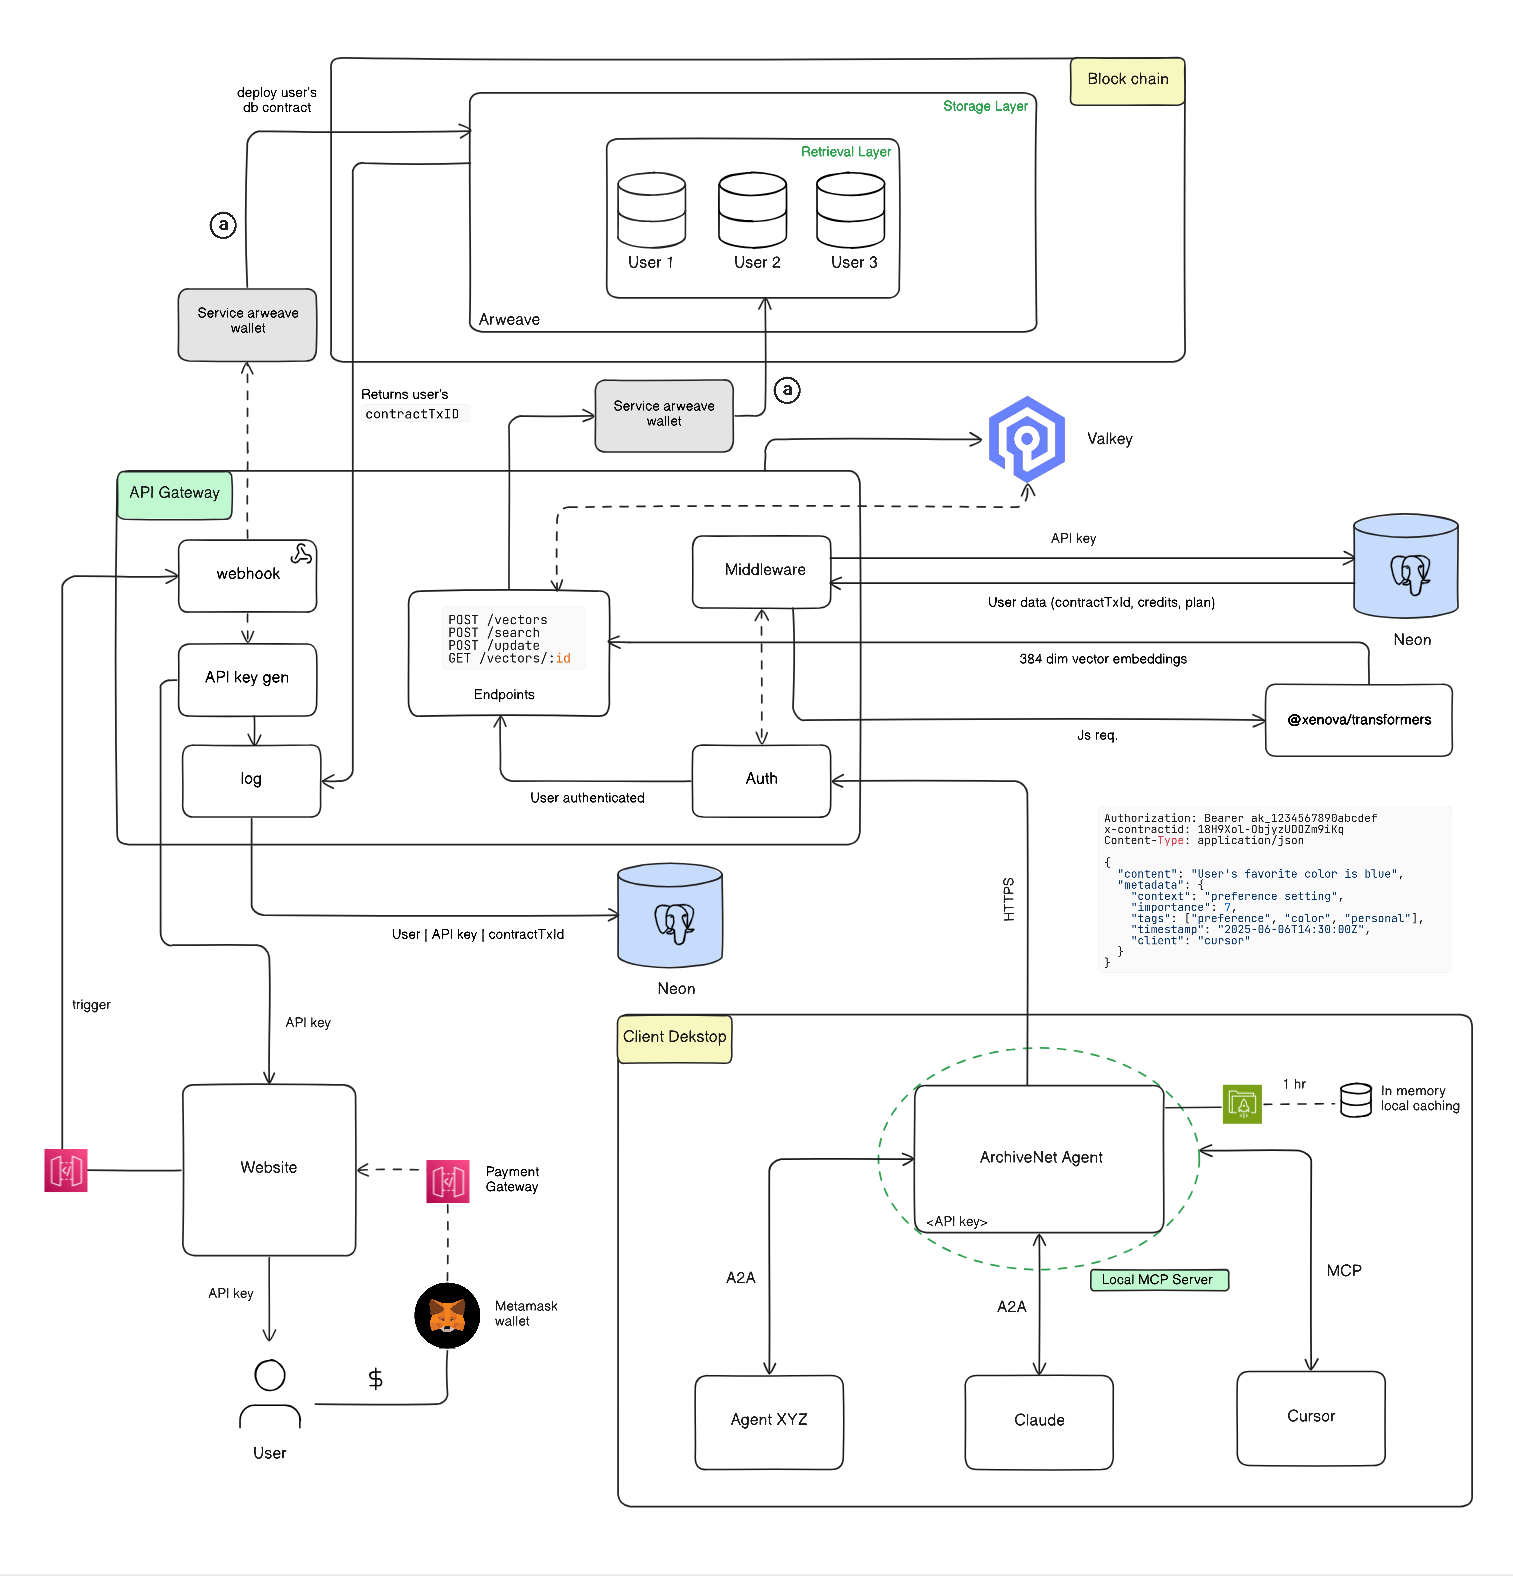 Block chain
deploy user's
db contract
Storage Layer
Retrieval Layer
User 1
User 2
User 3
Arweave
a
Service arweave
wallet
Returns user's
contractTxID
Service arweave
wallet
a
Valkey
API Gateway
webhook
API key gen
log
POST /vectors
POST /search
POST /update
GET /vectors/:id
Endpoints
Middleware
Auth
User authenticated
API key
User data (contractTxId, credits, plan)
Neon
384 dim vector embeddings
@xenova/transformers
Js req.
Authorization: Bearer ak_1234567890abcdef
x-contractid: 18H9Xol-ObjyzUDOZm9iKq
Content-Type: application/json
{
"content": "User's favorite color is blue",
"metadata": {
"context": "preference setting",
"importance": 7,
"tags": ["preference", "color", "personal"],
"timestamp": "2025-06-06T14:30:00Z",
"client": "cursor"
}
}
HTTPS
User | API key | contractTxId
Neon
trigger
API key
Website
Payment
Gateway
API key
Metamask
wallet
$
User
Client Dekstop
ArchiveNet Agent
<API key>
1 hr
In memory
local caching
Local MCP Server
A2A
A2A
MCP
Agent XYZ
Claude
Cursor